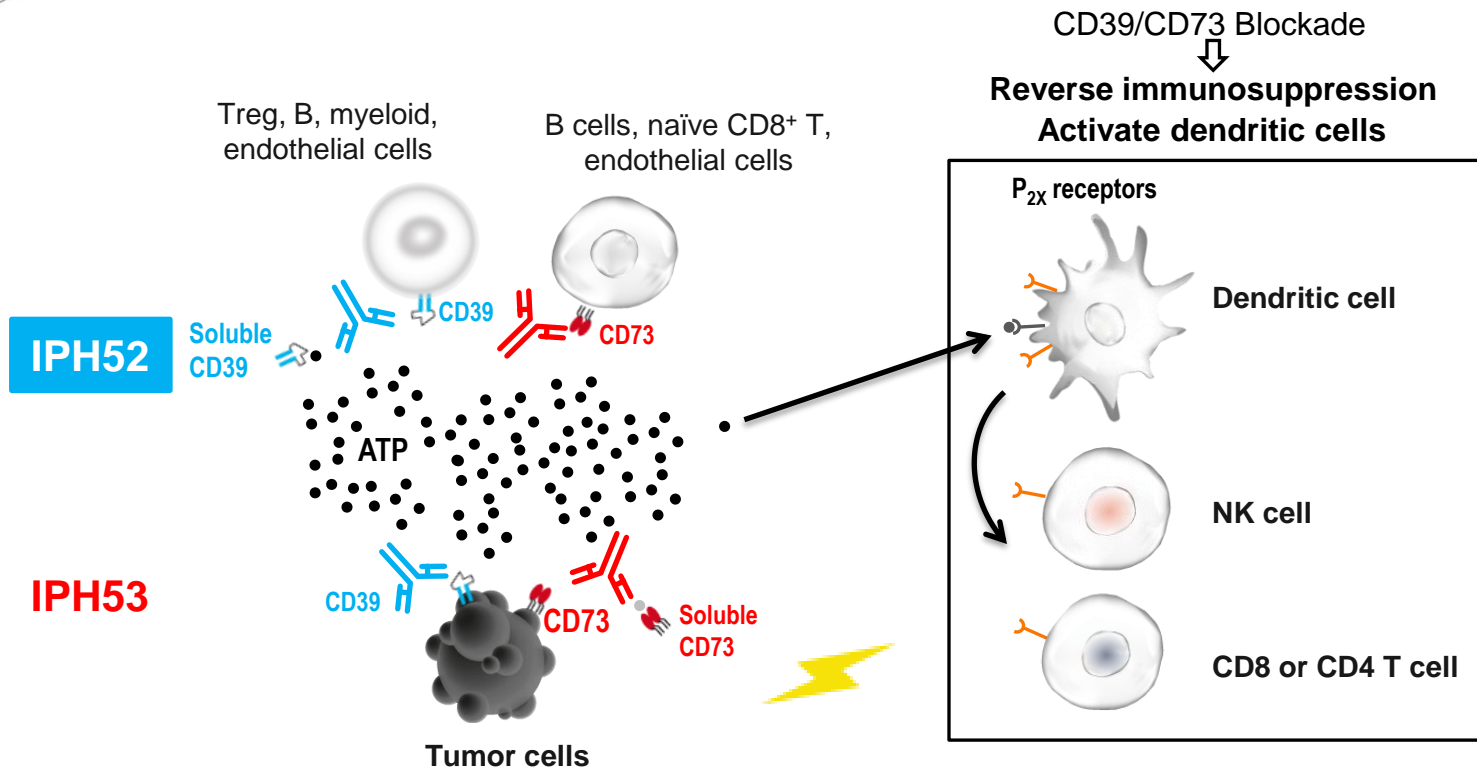 CD39/CD73 Blockade
Reverse immunosuppression
Activate dendritic cells
Treg, B, myeloid,
endothelial cells
B cells, naïve CD8⁺ T,
endothelial cells
P₂ₓ receptors
Dendritic cell
IPH52
Soluble
CD39
CD39
CD73
ATP
NK cell
IPH53
CD39
CD73
Soluble
CD73
CD8 or CD4 T cell
Tumor cells